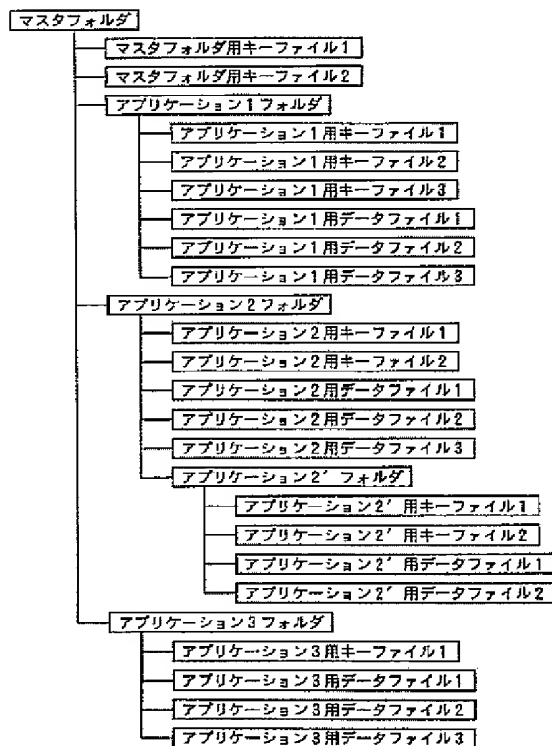 マスタフォルダ
マスタフォルダ用キーファイル1
マスタフォルダ用キーファイル2
アプリケーション1フォルダ
アプリケーション1用キーファイル1
アプリケーション1用キーファイル2
アプリケーション1用キーファイル3
アプリケーション1用データファイル1
アプリケーション1用データファイル2
アプリケーション1用データファイル3
アプリケーション2フォルダ
アプリケーション2用キーファイル1
アプリケーション2用キーファイル2
アプリケーション2用データファイル1
アプリケーション2用データファイル2
アプリケーション2用データファイル3
アプリケーション2′フォルダ
アプリケーション2′用キーファイル1
アプリケーション2′用キーファイル2
アプリケーション2′用データファイル1
アプリケーション2′用データファイル2
アプリケーション3フォルダ
アプリケーション3用キーファイル1
アプリケーション3用データファイル1
アプリケーション3用データファイル2
アプリケーション3用データファイル3